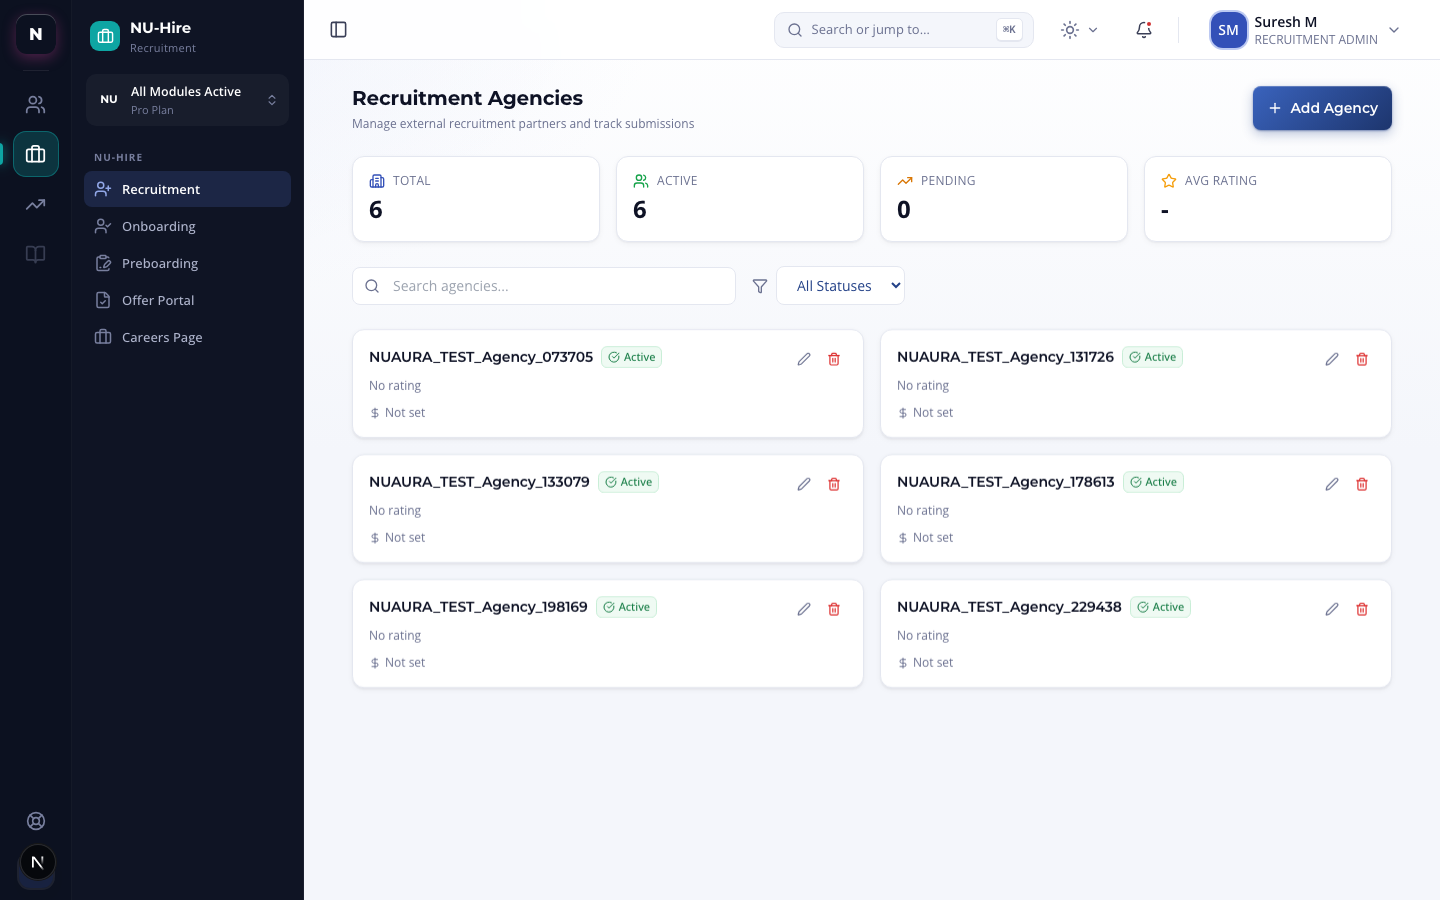 N
NU-Hire
Recruitment
NU
All Modules Active
Pro Plan
NU-HIRE
Recruitment
Onboarding
Preboarding
Offer Portal
Careers Page
N
Search or jump to...
⌘K
SM
Suresh M
RECRUITMENT ADMIN
Recruitment Agencies
Manage external recruitment partners and track submissions
+ Add Agency
TOTAL
6
ACTIVE
6
PENDING
0
AVG RATING
-
Search agencies...
All Statuses
NUAURA_TEST_Agency_073705 Active
No rating
$ Not set
NUAURA_TEST_Agency_131726 Active
No rating
$ Not set
NUAURA_TEST_Agency_133079 Active
No rating
$ Not set
NUAURA_TEST_Agency_178613 Active
No rating
$ Not set
NUAURA_TEST_Agency_198169 Active
No rating
$ Not set
NUAURA_TEST_Agency_229438 Active
No rating
$ Not set